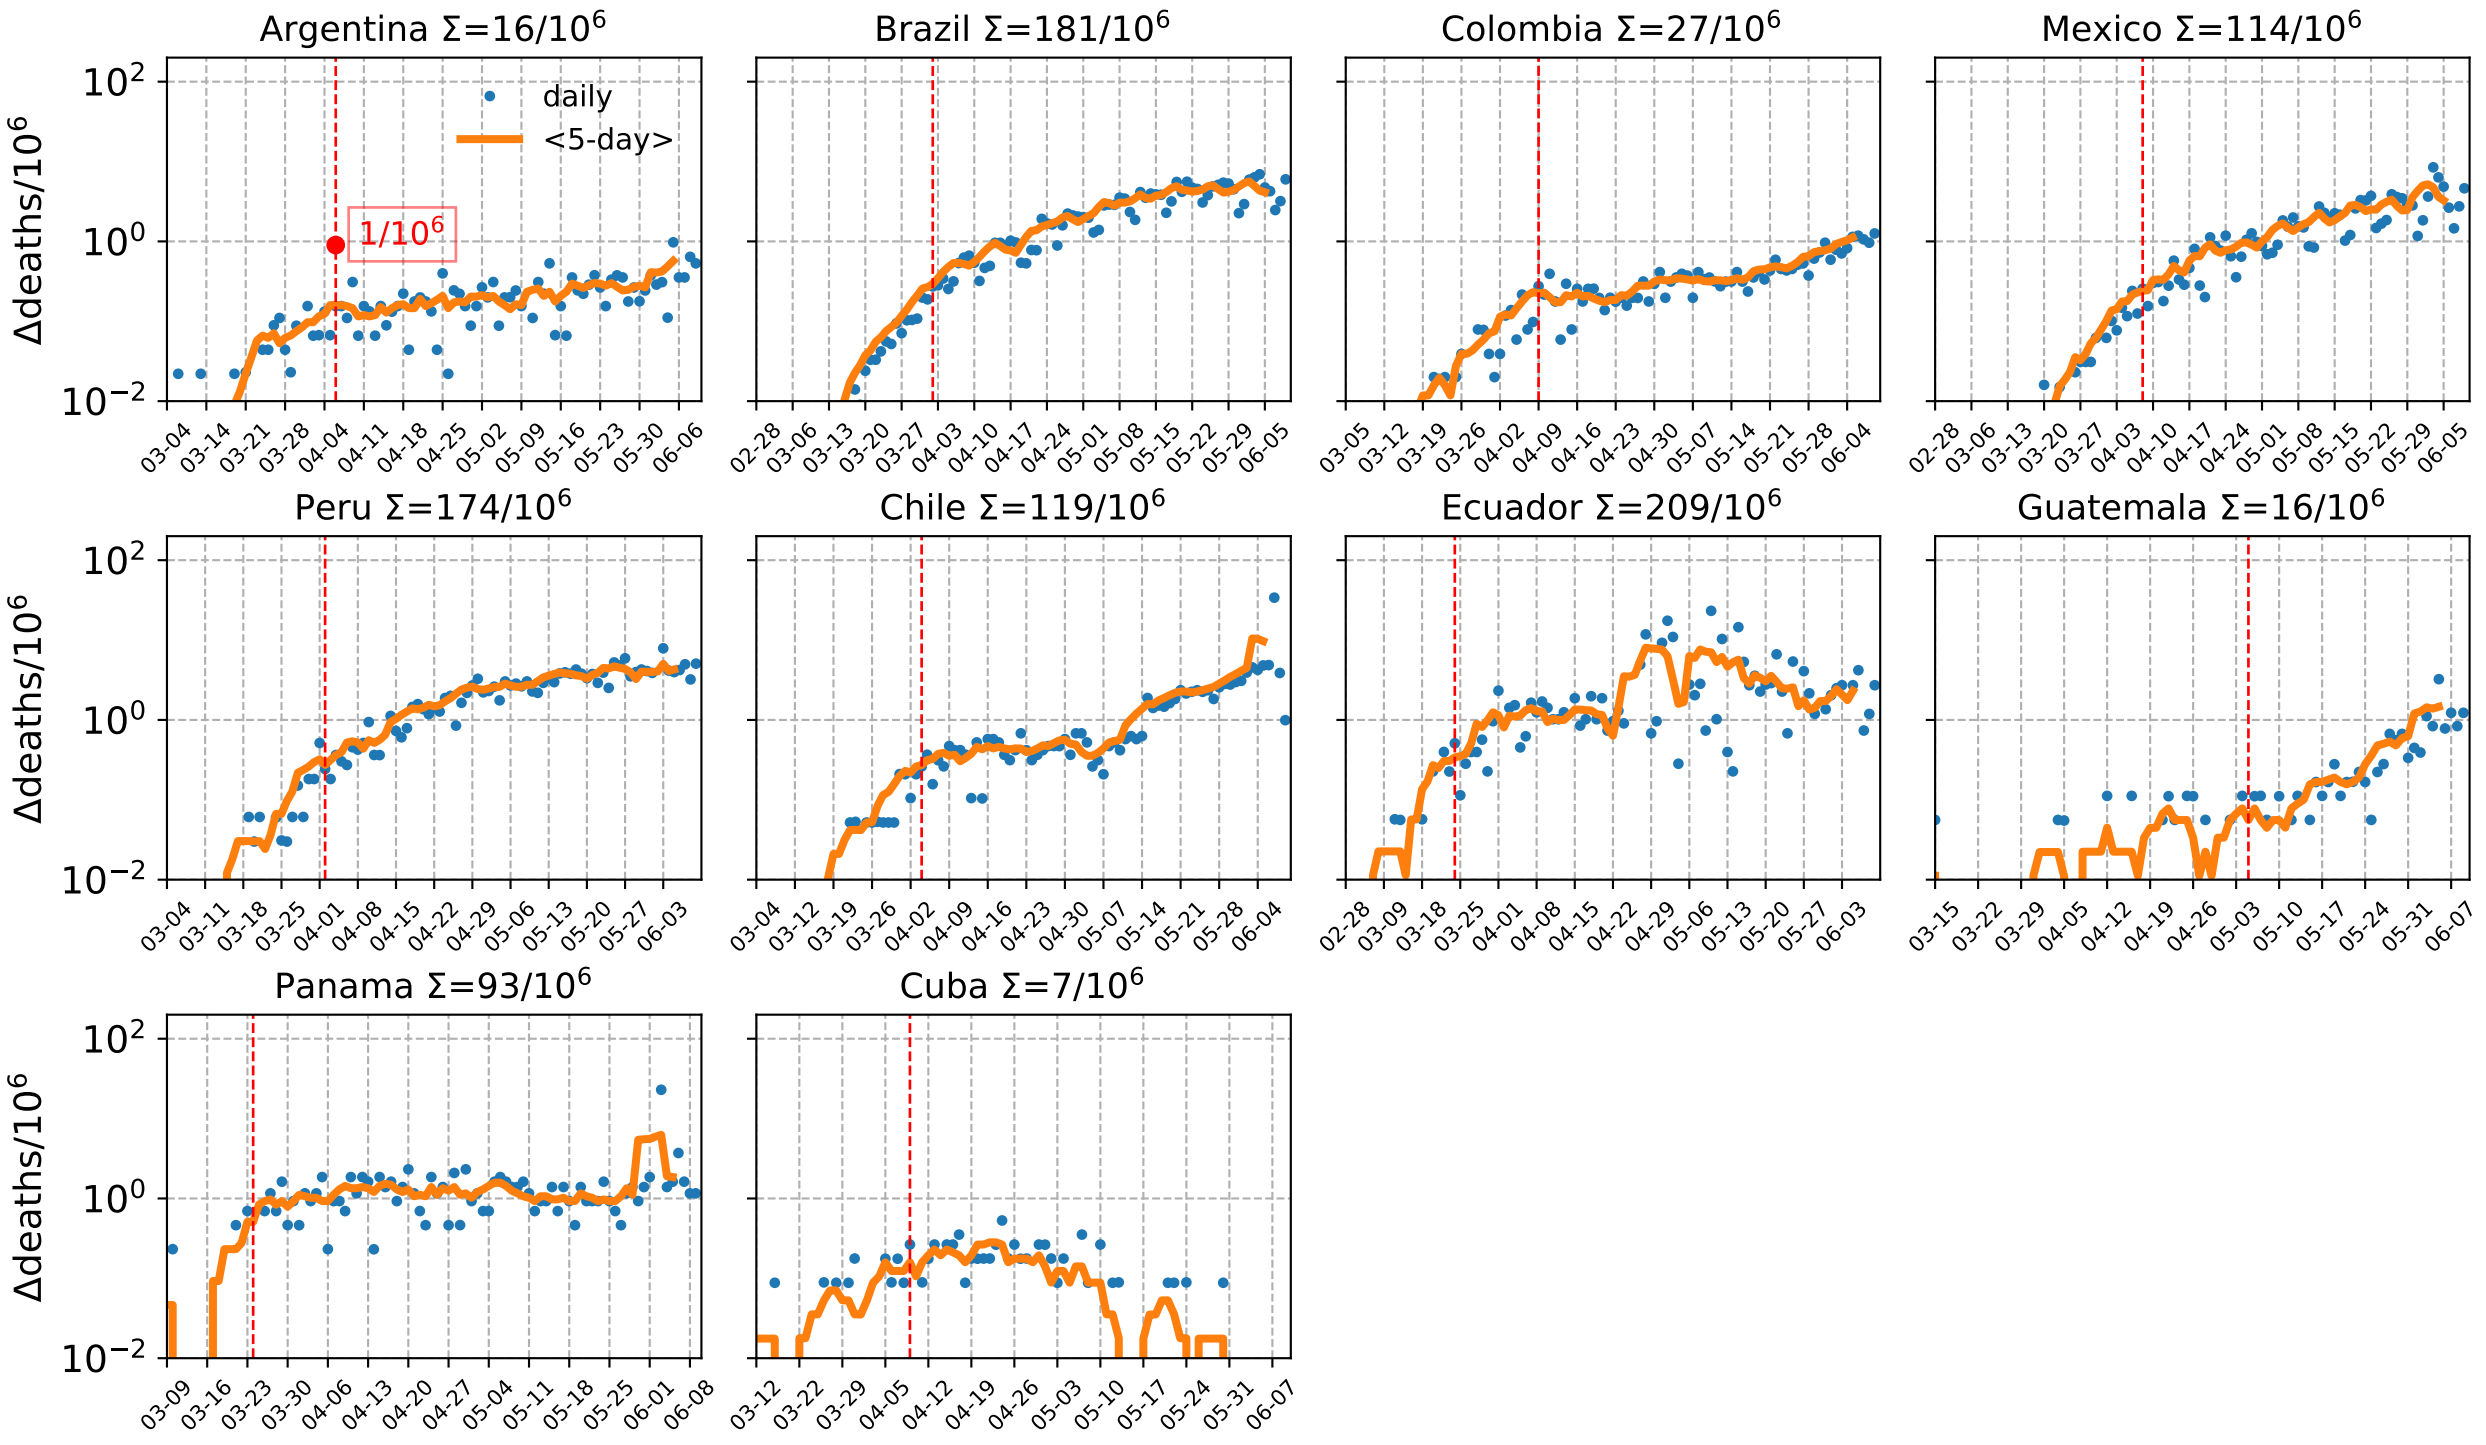 Argentina Σ=16/10⁶
Brazil Σ=181/10⁶
Colombia Σ=27/10⁶
Mexico Σ=114/10⁶
Δdeaths/10⁶
10²
10⁰
10⁻²
daily
<5-day>
1/10⁶
03-04 03-14 03-21 03-28 04-04 04-11 04-18 04-25 05-02 05-09 05-16 05-23 05-30 06-06
02-28 03-06 03-13 03-20 03-27 04-03 04-10 04-17 04-24 05-01 05-08 05-15 05-22 05-29 06-05
03-05 03-12 03-19 03-26 04-02 04-09 04-16 04-23 04-30 05-07 05-14 05-21 05-28 06-04
02-28 03-06 03-13 03-20 03-27 04-03 04-10 04-17 04-24 05-01 05-08 05-15 05-22 05-29 06-05
Peru Σ=174/10⁶
Chile Σ=119/10⁶
Ecuador Σ=209/10⁶
Guatemala Σ=16/10⁶
Δdeaths/10⁶
10²
10⁰
10⁻²
03-04 03-11 03-18 03-25 04-01 04-08 04-15 04-22 04-29 05-06 05-13 05-20 05-27 06-03
03-04 03-12 03-19 03-26 04-02 04-09 04-16 04-23 04-30 05-07 05-14 05-21 05-28 06-04
02-28 03-09 03-18 03-25 04-01 04-08 04-15 04-22 04-29 05-06 05-13 05-20 05-27 06-03
03-15 03-22 03-29 04-05 04-12 04-19 04-26 05-03 05-10 05-17 05-24 05-31 06-07
Panama Σ=93/10⁶
Cuba Σ=7/10⁶
Δdeaths/10⁶
10²
10⁰
10⁻²
03-09 03-16 03-23 03-30 04-06 04-13 04-20 04-27 05-04 05-11 05-18 05-25 06-01 06-08
03-12 03-22 03-29 04-05 04-12 04-19 04-26 05-03 05-10 05-17 05-24 05-31 06-07